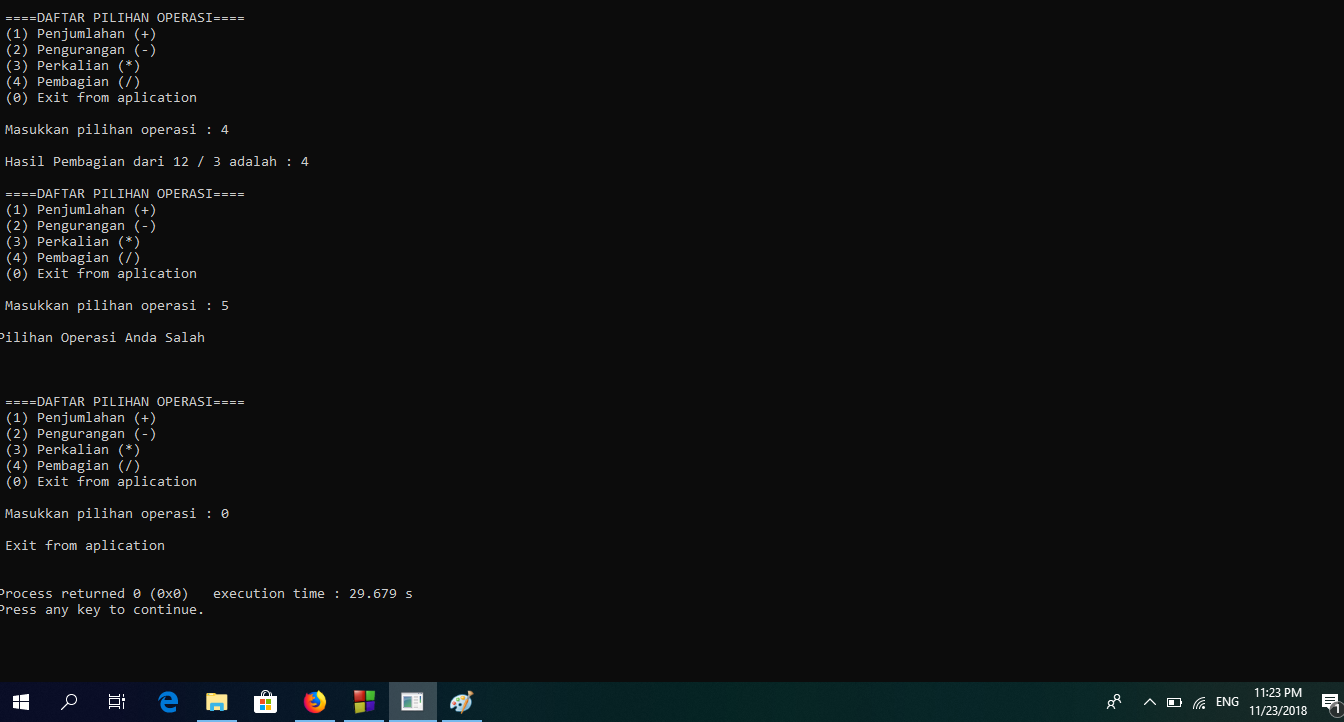 ====DAFTAR PILIHAN OPERASI====
(1) Penjumlahan (+)
(2) Pengurangan (-)
(3) Perkalian (*)
(4) Pembagian (/)
(0) Exit from aplication
Masukkan pilihan operasi : 4
Hasil Pembagian dari 12 / 3 adalah : 4
====DAFTAR PILIHAN OPERASI====
(1) Penjumlahan (+)
(2) Pengurangan (-)
(3) Perkalian (*)
(4) Pembagian (/)
(0) Exit from aplication
Masukkan pilihan operasi : 5
Pilihan Operasi Anda Salah
====DAFTAR PILIHAN OPERASI====
(1) Penjumlahan (+)
(2) Pengurangan (-)
(3) Perkalian (*)
(4) Pembagian (/)
(0) Exit from aplication
Masukkan pilihan operasi : 0
Exit from aplication
Process returned 0 (0x0)   execution time : 29.679 s
Press any key to continue.
ENG
11:23 PM
11/23/2018
1